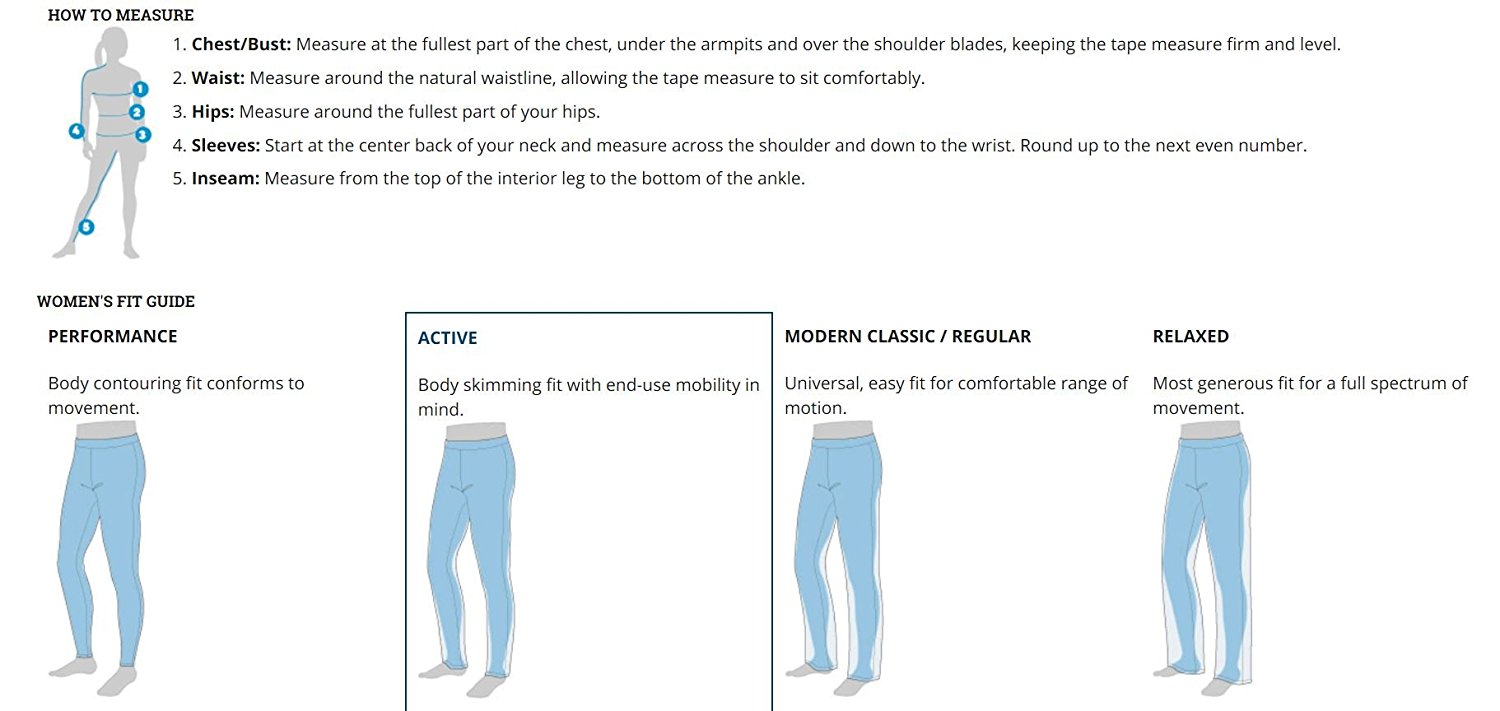 HOW TO MEASURE
1. Chest/Bust: Measure at the fullest part of the chest, under the armpits and over the shoulder blades, keeping the tape measure firm and level.
2. Waist: Measure around the natural waistline, allowing the tape measure to sit comfortably.
3. Hips: Measure around the fullest part of your hips.
4. Sleeves: Start at the center back of your neck and measure across the shoulder and down to the wrist. Round up to the next even number.
5. Inseam: Measure from the top of the interior leg to the bottom of the ankle.
1
2
3
4
5
WOMEN'S FIT GUIDE
PERFORMANCE
Body contouring fit conforms to
movement.
ACTIVE
Body skimming fit with end-use mobility in
mind.
MODERN CLASSIC / REGULAR
Universal, easy fit for comfortable range of
motion.
RELAXED
Most generous fit for a full spectrum of
movement.